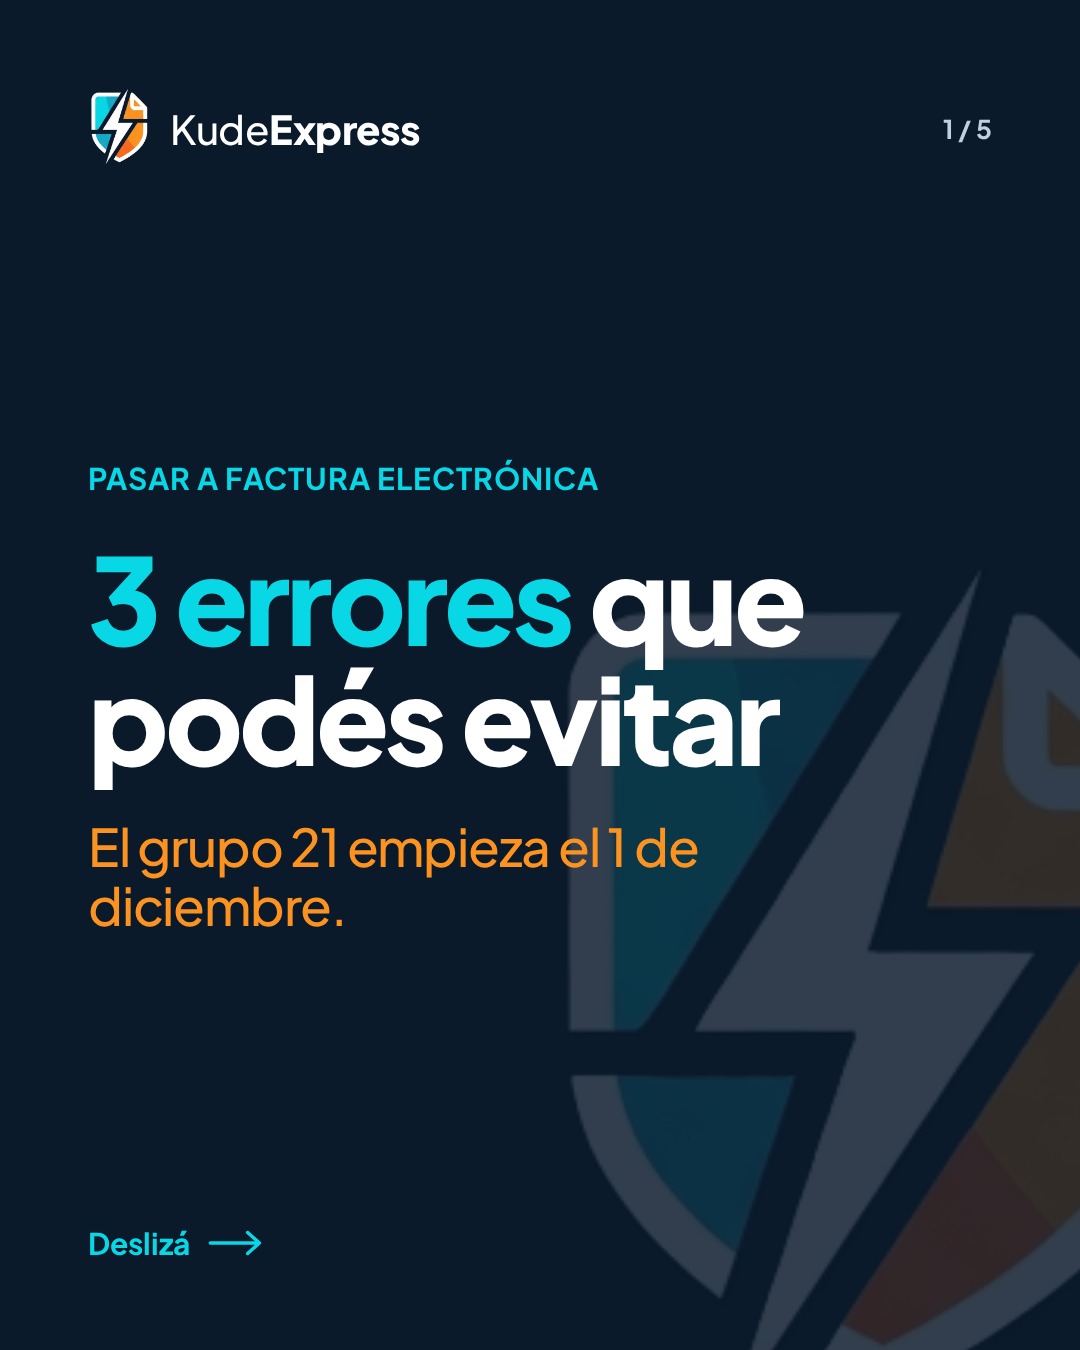 KudeExpress
1 / 5
PASAR A FACTURA ELECTRÓNICA
3 errores que
podés evitar
El grupo 21 empieza el 1 de
diciembre.
Deslizá →